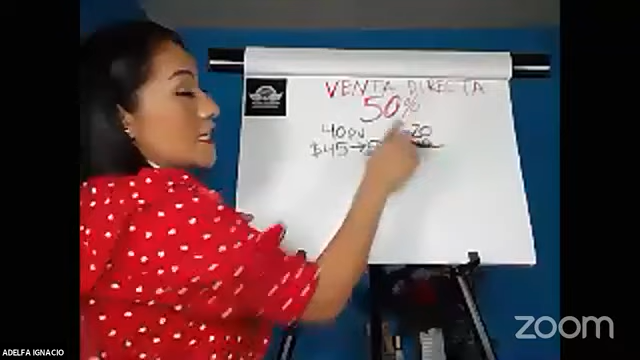 VENTA DIRECTA
50%
40pv 20
$45→
ADELFA IGNACIO
zoom